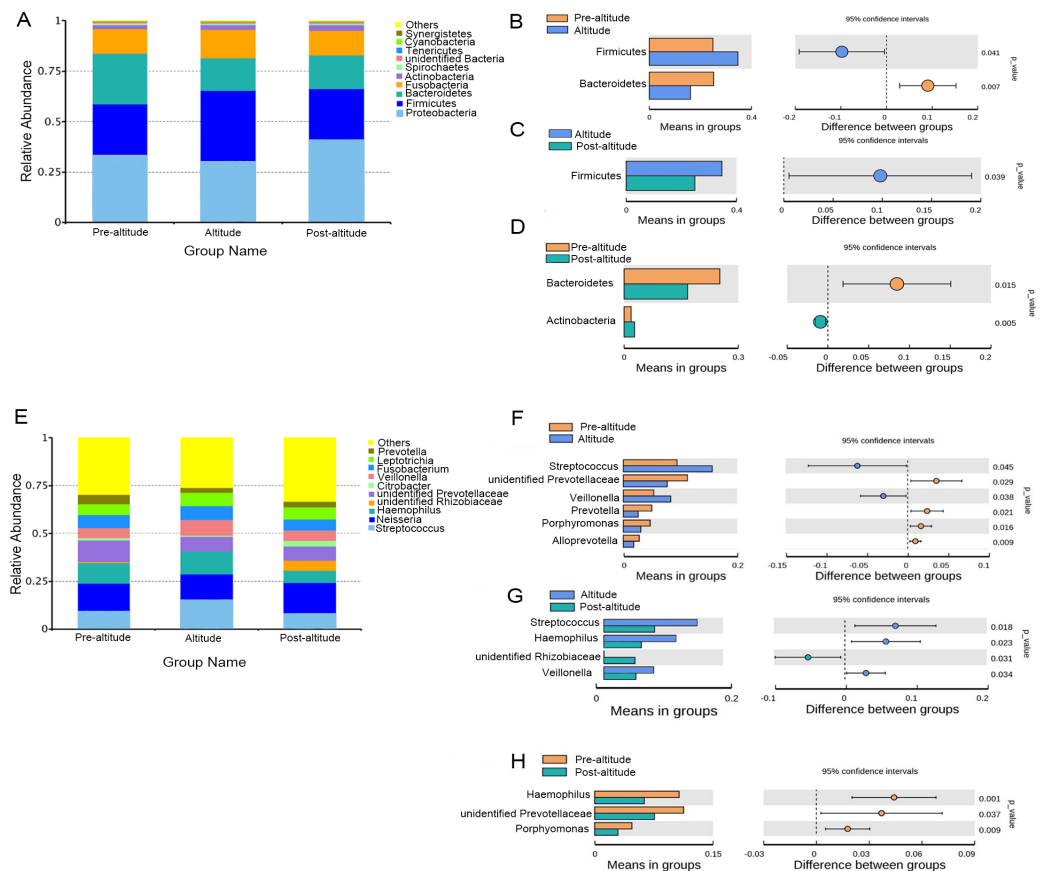 A
Relative Abundance
1
0.75
0.5
0.25
0
Pre-altitude
Altitude
Post-altitude
Group Name
Others
Synergistetes
Cyanobacteria
Tenericutes
unidentified Bacteria
Spirochaetes
Actinobacteria
Fusobacteria
Bacteroidetes
Firmicutes
Proteobacteria
B
Pre-altitude
Altitude
95% confidence intervals
Firmicutes
Bacteroidetes
0.041
0.007
p_value
0
0.4
Means in groups
-0.2
-0.1
0
0.1
0.2
Difference between groups
C
Altitude
Post-altitude
95% confidence intervals
Firmicutes
0.039
p_value
0
0.4
Means in groups
0
0.1
0.2
Difference between groups
D
Pre-altitude
Post-altitude
95% confidence intervals
Bacteroidetes
Actinobacteria
0.015
0.005
p_value
0
0.3
Means in groups
-0.05
0
0.1
0.2
Difference between groups
E
Relative Abundance
1
0.75
0.5
0.25
0
Pre-altitude
Altitude
Post-altitude
Group Name
Others
Prevotella
Leptotrichia
Fusobacterium
Veillonella
Citrobacter
unidentified Prevotellaceae
unidentified Rhizobiaceae
Haemophilus
Neisseria
Streptococcus
F
Pre-altitude
Altitude
95% confidence intervals
Streptococcus
unidentified Prevotellaceae
Veillonella
Prevotella
Porphyromonas
Alloprevotella
0.045
0.029
0.038
0.021
0.016
0.009
p_value
0
0.2
Means in groups
-0.15
-0.1
-0.05
0
0.05
0.1
Difference between groups
G
Altitude
Post-altitude
95% confidence intervals
Streptococcus
Haemophilus
unidentified Rhizobiaceae
Veillonella
0.018
0.023
0.031
0.034
p_value
0
0.2
Means in groups
-0.1
0
0.1
0.2
Difference between groups
H
Pre-altitude
Post-altitude
95% confidence intervals
Haemophilus
unidentified Prevotellaceae
Porphyomonas
0.001
0.037
0.009
p_value
0
0.15
Means in groups
-0.03
0
0.03
0.06
0.09
Difference between groups